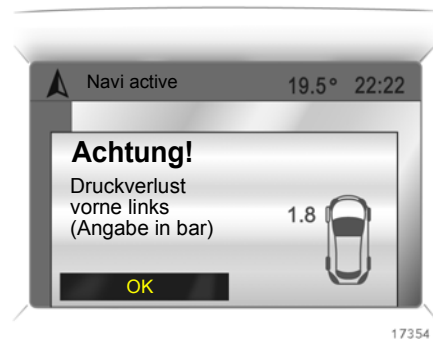 Navi active 19.5° 22:22
Achtung!
Druckverlust
vorne links
(Angabe in bar)
1.8
OK
17354